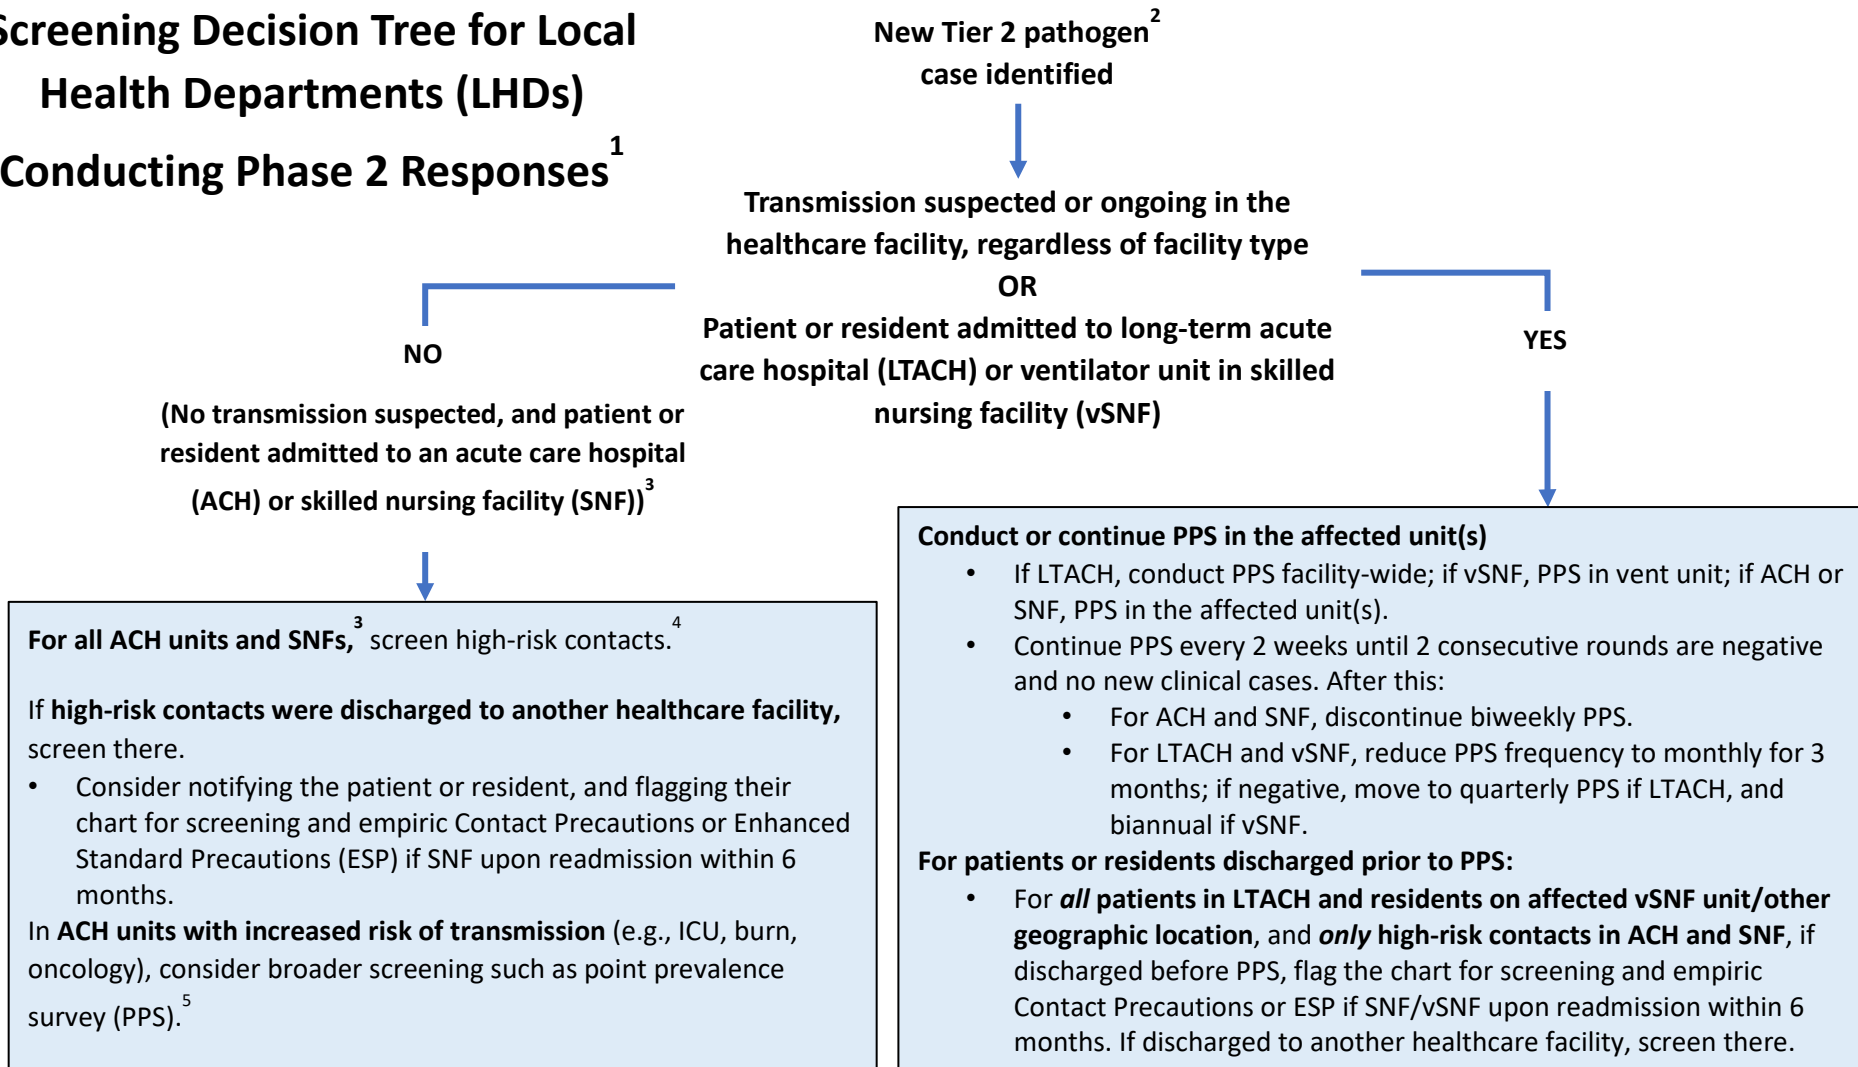 Screening Decision Tree for Local
Health Departments (LHDs)
Conducting Phase 2 Responses1
New Tier 2 pathogen2
case identified
Transmission suspected or ongoing in the
healthcare facility, regardless of facility type
OR
Patient or resident admitted to long-term acute
care hospital (LTACH) or ventilator unit in skilled
nursing facility (vSNF)
NO
(No transmission suspected, and patient or
resident admitted to an acute care hospital
(ACH) or skilled nursing facility (SNF))3
For all ACH units and SNFs,3 screen high-risk contacts.4
If high-risk contacts were discharged to another healthcare facility,
screen there.
• Consider notifying the patient or resident, and flagging their
chart for screening and empiric Contact Precautions or Enhanced
Standard Precautions (ESP) if SNF upon readmission within 6
months.
In ACH units with increased risk of transmission (e.g., ICU, burn,
oncology), consider broader screening such as point prevalence
survey (PPS).5
YES
Conduct or continue PPS in the affected unit(s)
• If LTACH, conduct PPS facility-wide; if vSNF, PPS in vent unit; if ACH or
SNF, PPS in the affected unit(s).
• Continue PPS every 2 weeks until 2 consecutive rounds are negative
and no new clinical cases. After this:
• For ACH and SNF, discontinue biweekly PPS.
• For LTACH and vSNF, reduce PPS frequency to monthly for 3
months; if negative, move to quarterly PPS if LTACH, and
biannual if vSNF.
For patients or residents discharged prior to PPS:
• For all patients in LTACH and residents on affected vSNF unit/other
geographic location, and only high-risk contacts in ACH and SNF, if
discharged before PPS, flag the chart for screening and empiric
Contact Precautions or ESP if SNF/vSNF upon readmission within 6
months. If discharged to another healthcare facility, screen there.